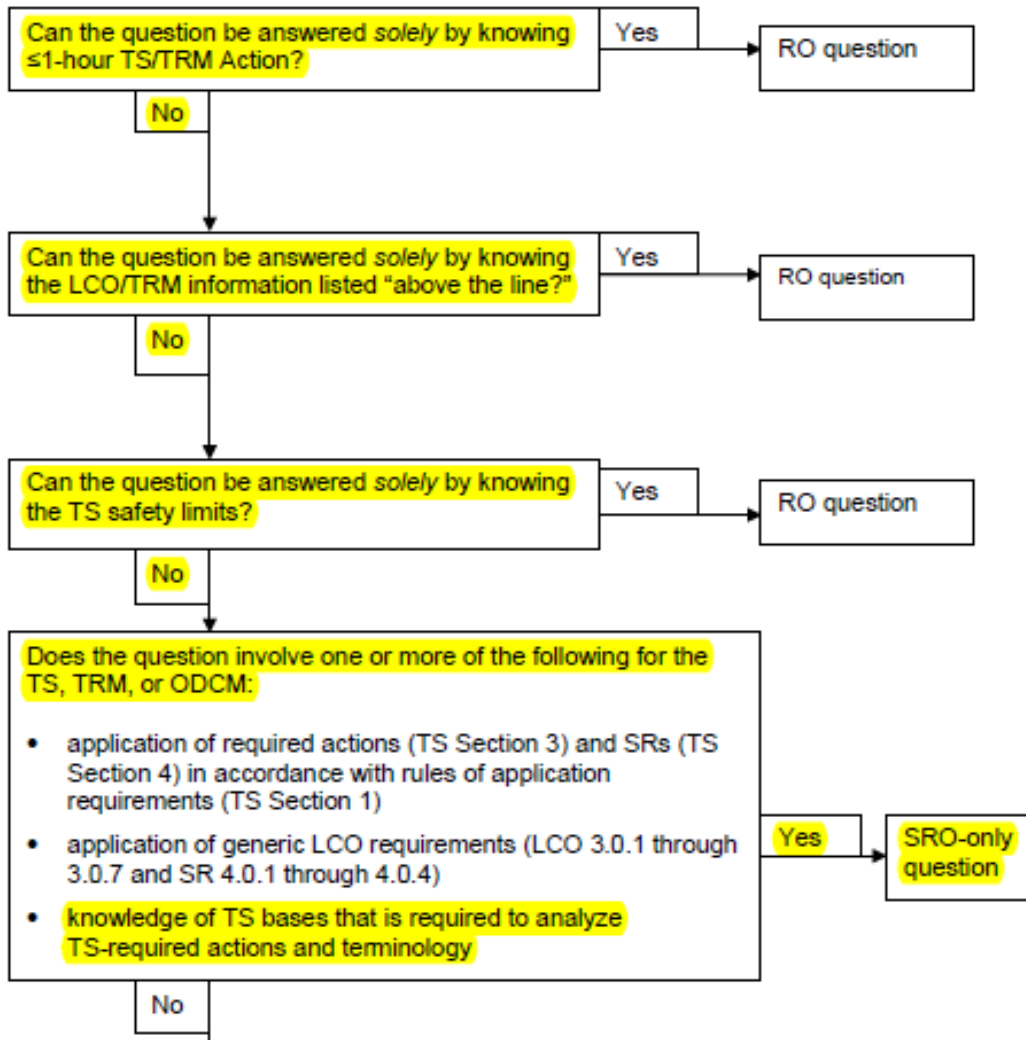 Can the question be answered solely by knowing
≤1-hour TS/TRM Action?
Yes
RO question
No
Can the question be answered solely by knowing
the LCO/TRM information listed “above the line?”
Yes
RO question
No
Can the question be answered solely by knowing
the TS safety limits?
Yes
RO question
No
Does the question involve one or more of the following for the
TS, TRM, or ODCM:
• application of required actions (TS Section 3) and SRs (TS
Section 4) in accordance with rules of application
requirements (TS Section 1)
• application of generic LCO requirements (LCO 3.0.1 through
3.0.7 and SR 4.0.1 through 4.0.4)
• knowledge of TS bases that is required to analyze
TS-required actions and terminology
Yes
SRO-only
question
No